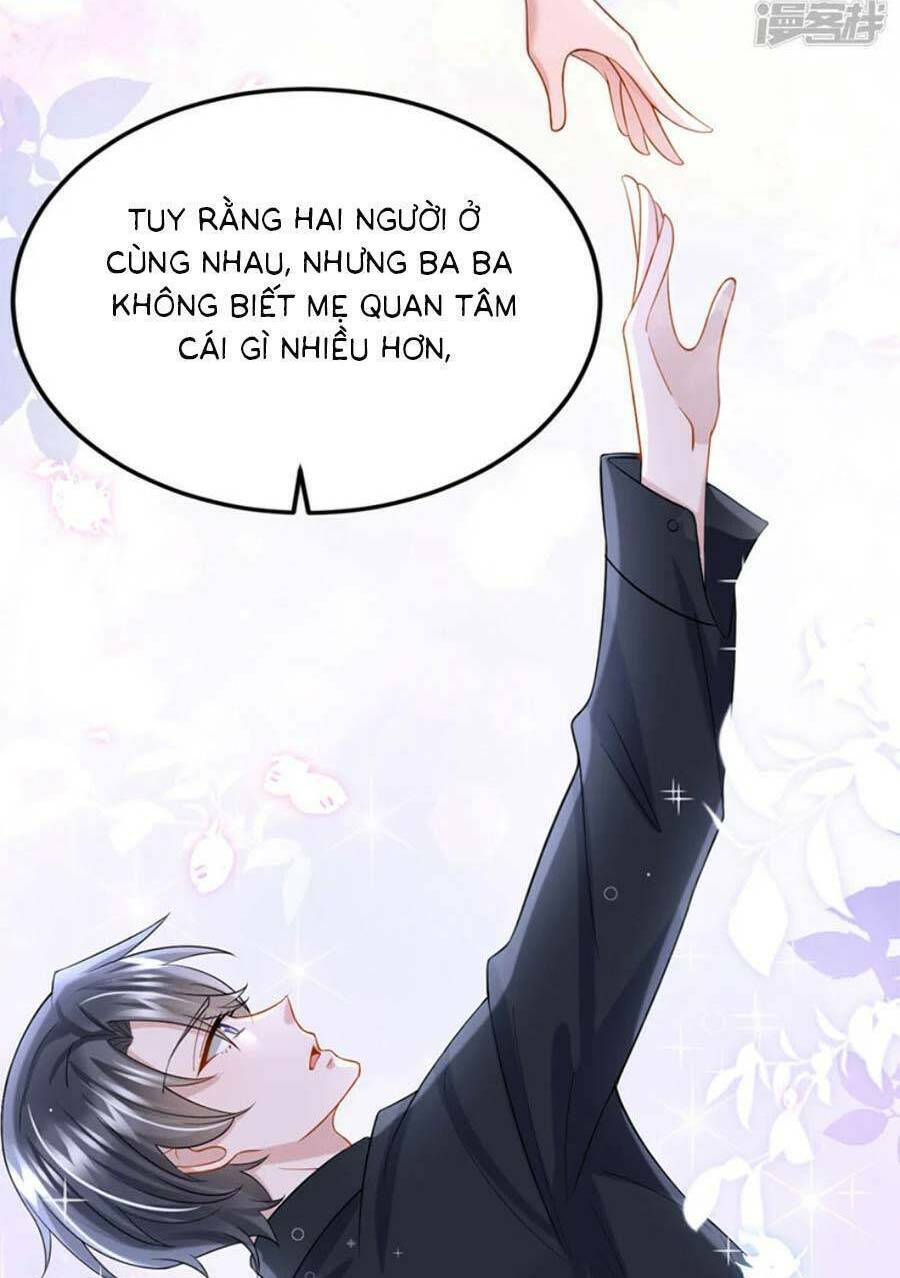 漫客栈
TUY RẰNG HAI NGƯỜI Ở
CÙNG NHAU, NHƯNG BA BA
KHÔNG BIẾT MẸ QUAN TÂM
CÁI GÌ NHIỀU HƠN,